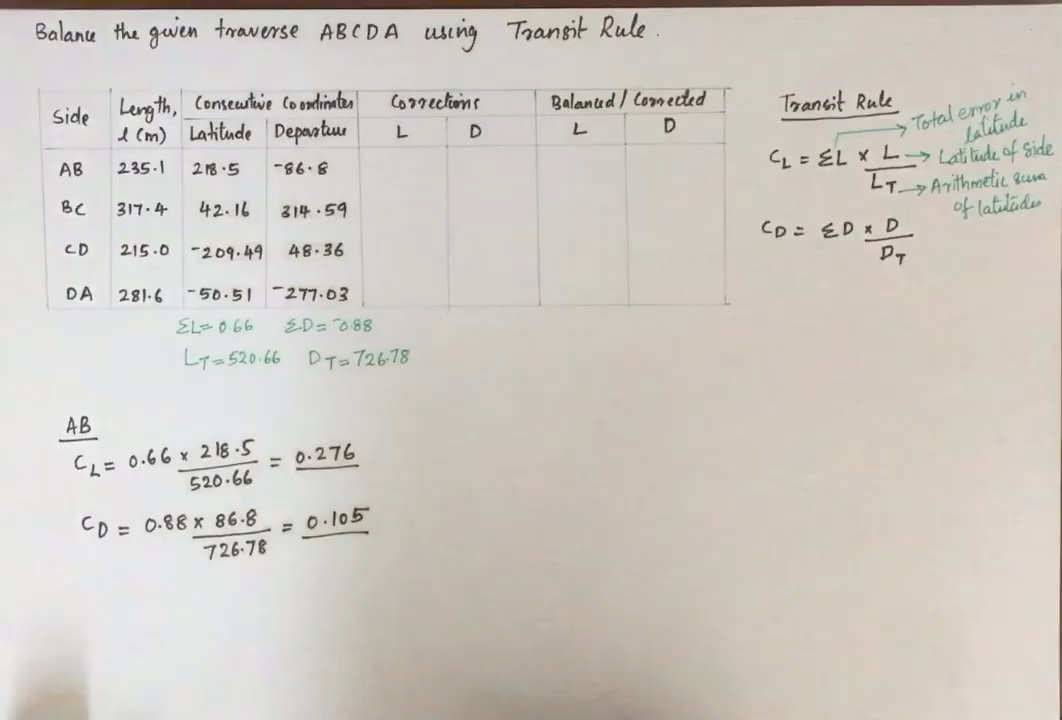 Balance the given traverse ABCDA using Transit Rule.
Side Length, l (m) Consecutive Coordinates Corrections Balanced / Corrected
Latitude Departure L D L D
AB 235.1 218.5 -86.8
BC 317.4 42.16 314.59
CD 215.0 -209.49 48.36
DA 281.6 -50.51 -277.03
ΣL= 0.66 ΣD= -0.88
LT=520.66 DT=726.78
Transit Rule
CL = ΣL × L / LT
→ Total error in latitude
→ Latitude of side
→ Arithmetic sum of latitudes
CD = ΣD × D / DT
AB
CL = 0.66 × 218.5 / 520.66 = 0.276
CD = 0.88 × 86.8 / 726.78 = 0.105